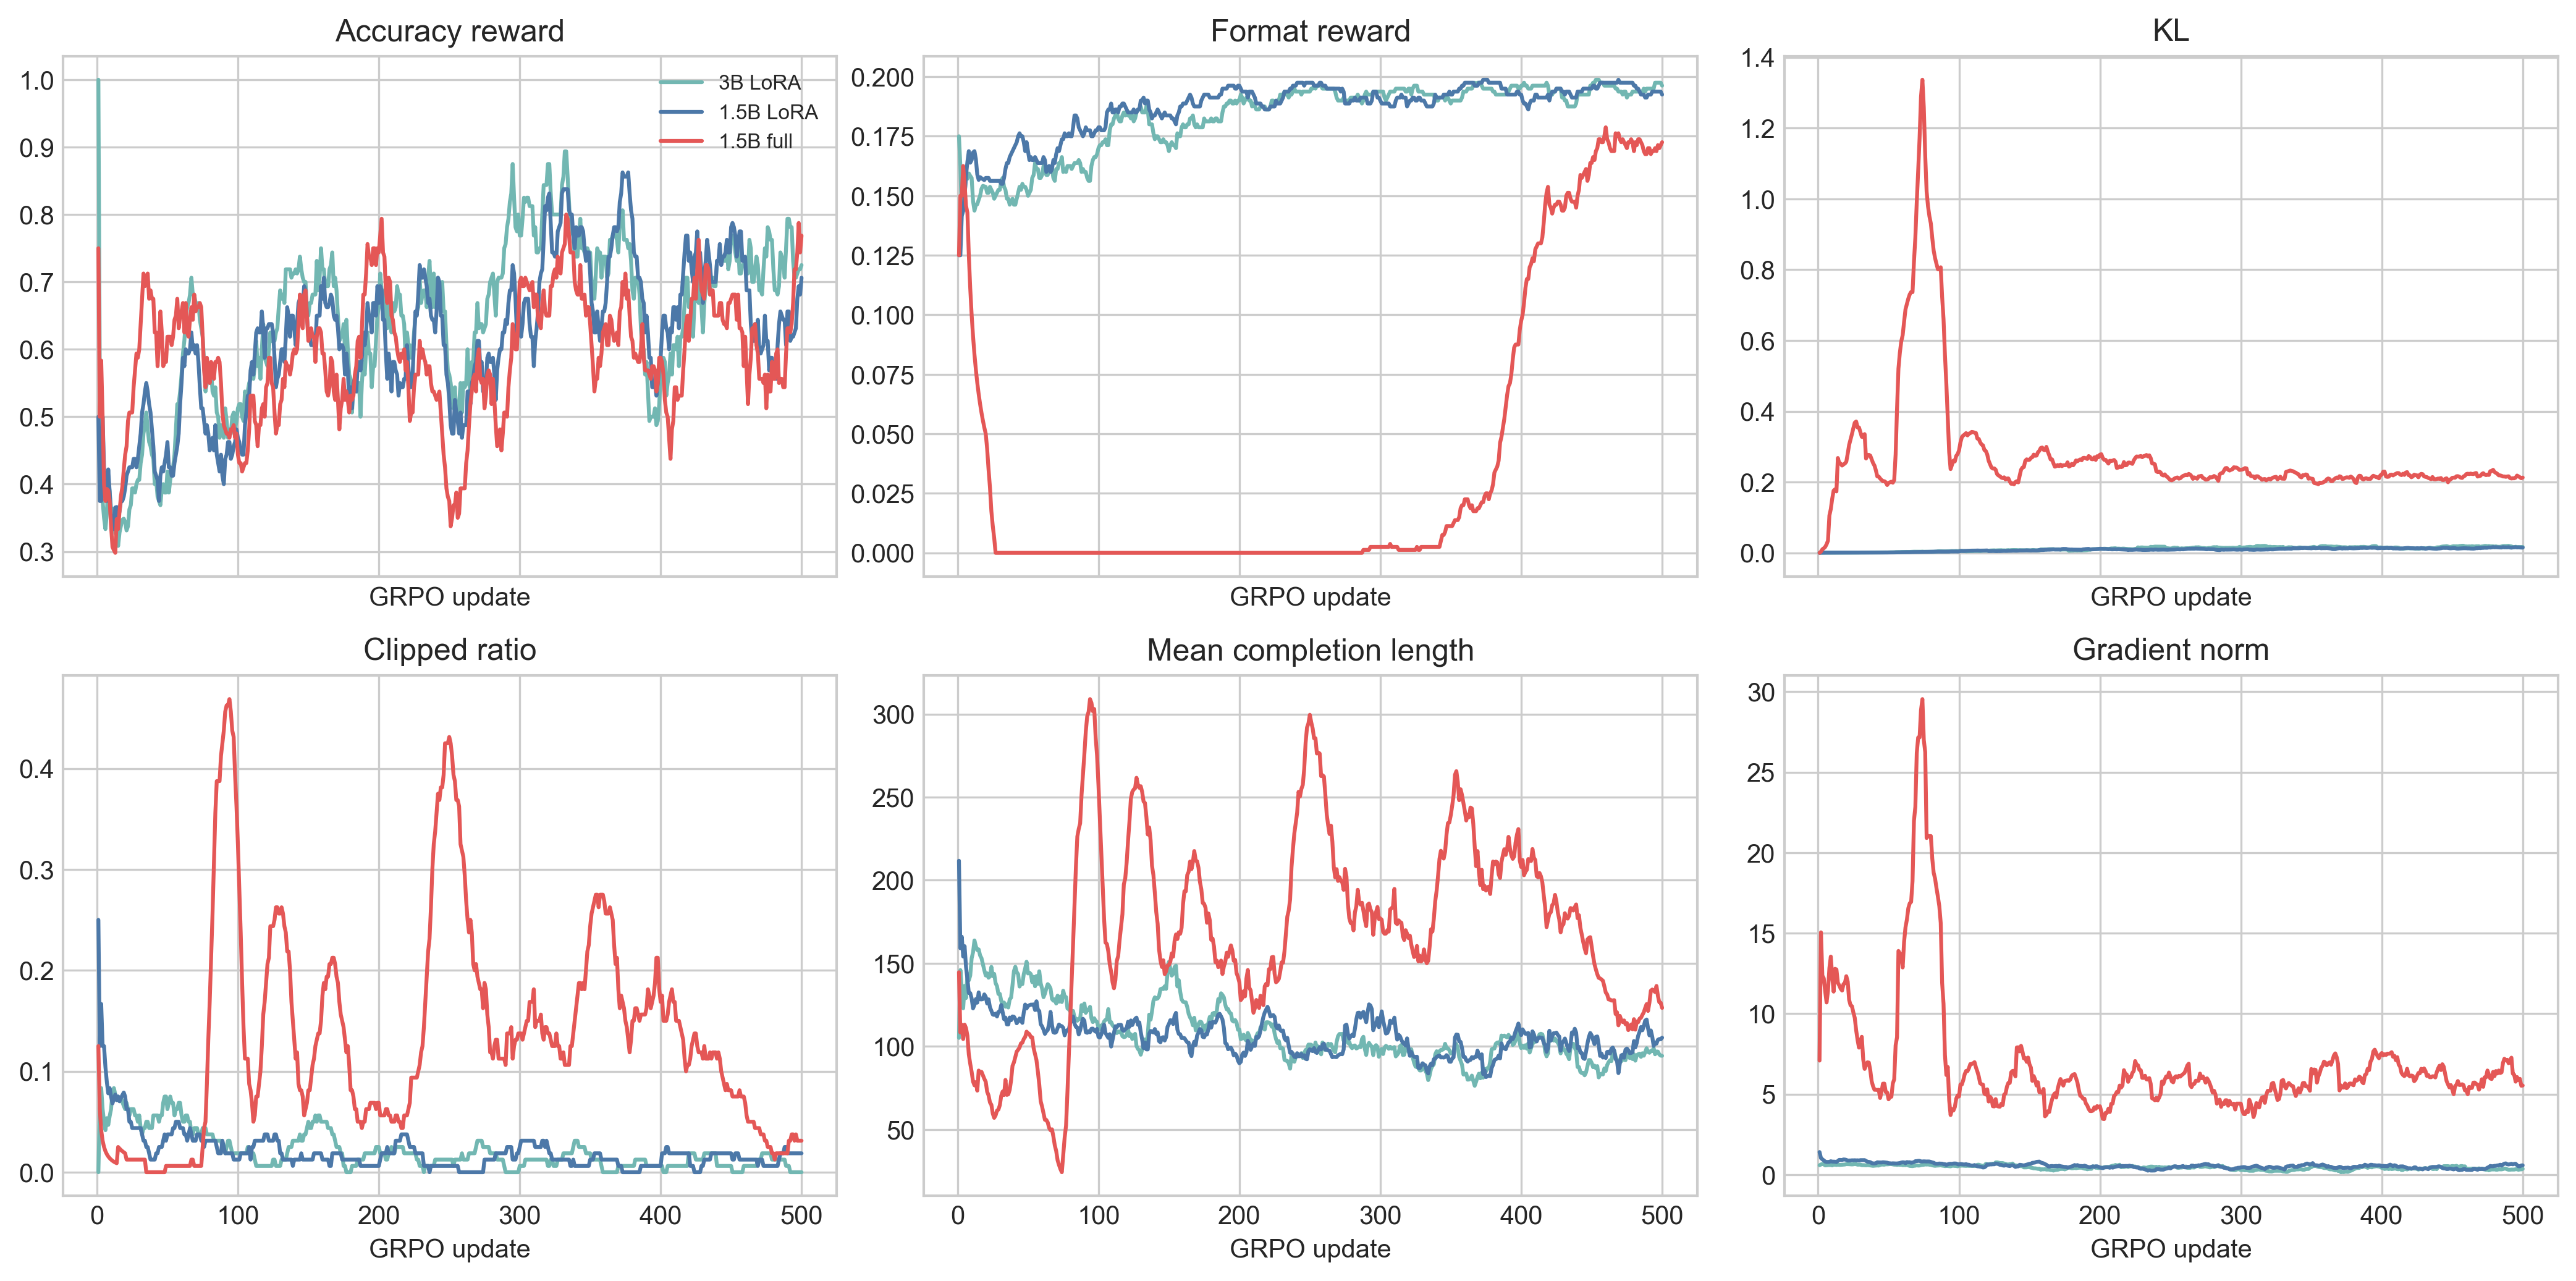 Accuracy reward
1.0
0.9
0.8
0.7
0.6
0.5
0.4
0.3
3B LoRA
1.5B LoRA
1.5B full
GRPO update
Format reward
0.200
0.175
0.150
0.125
0.100
0.075
0.050
0.025
0.000
GRPO update
KL
1.4
1.2
1.0
0.8
0.6
0.4
0.2
0.0
GRPO update
Clipped ratio
0.4
0.3
0.2
0.1
0.0
0 100 200 300 400 500
GRPO update
Mean completion length
300
250
200
150
100
50
0 100 200 300 400 500
GRPO update
Gradient norm
30
25
20
15
10
5
0
0 100 200 300 400 500
GRPO update